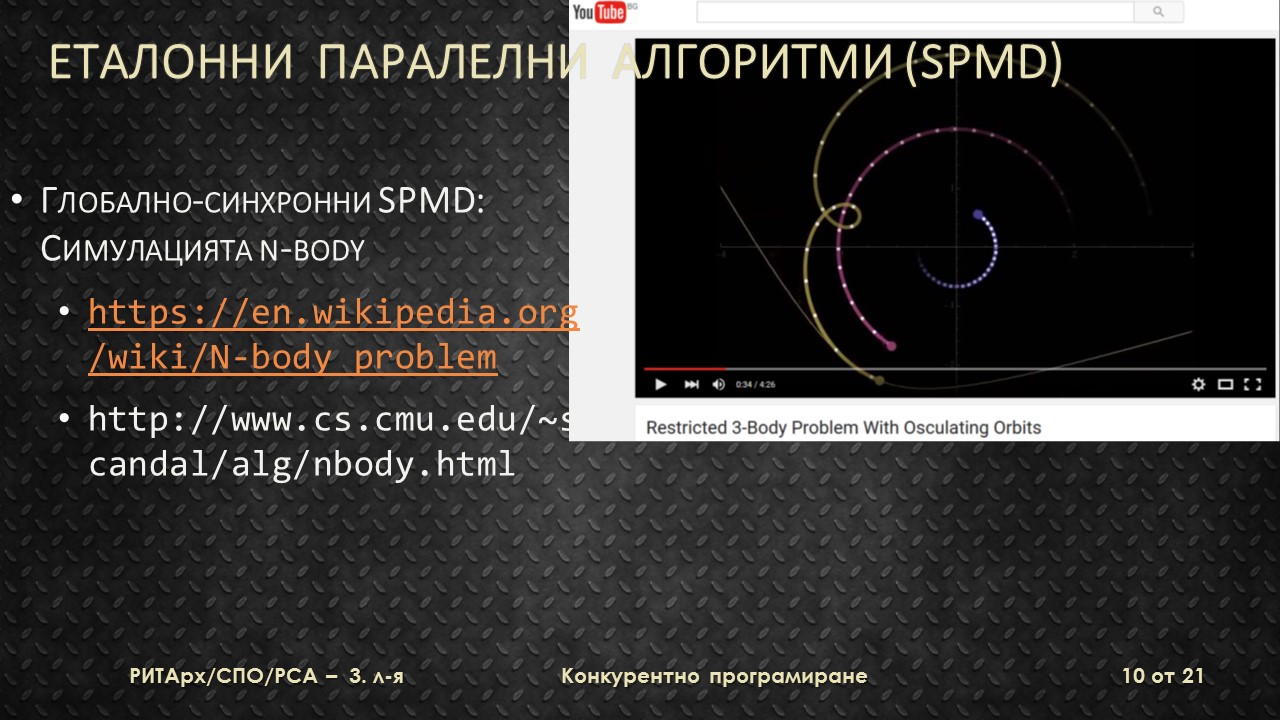 ЕТАЛОННИ ПАРАЛЕЛНИ АЛГОРИТМИ (SPMD)
YouTube BG
• ГЛОБАЛНО-СИНХРОННИ SPMD:
СИМУЛАЦИЯТА N-BODY
• https://en.wikipedia.org
/wiki/N-body_problem
• http://www.cs.cmu.edu/~s
candal/alg/nbody.html
0:34 / 4:26
Restricted 3-Body Problem With Osculating Orbits
РИТАрх/СПО/РСА – 3. л-я
Конкурентно програмиране
10 от 21